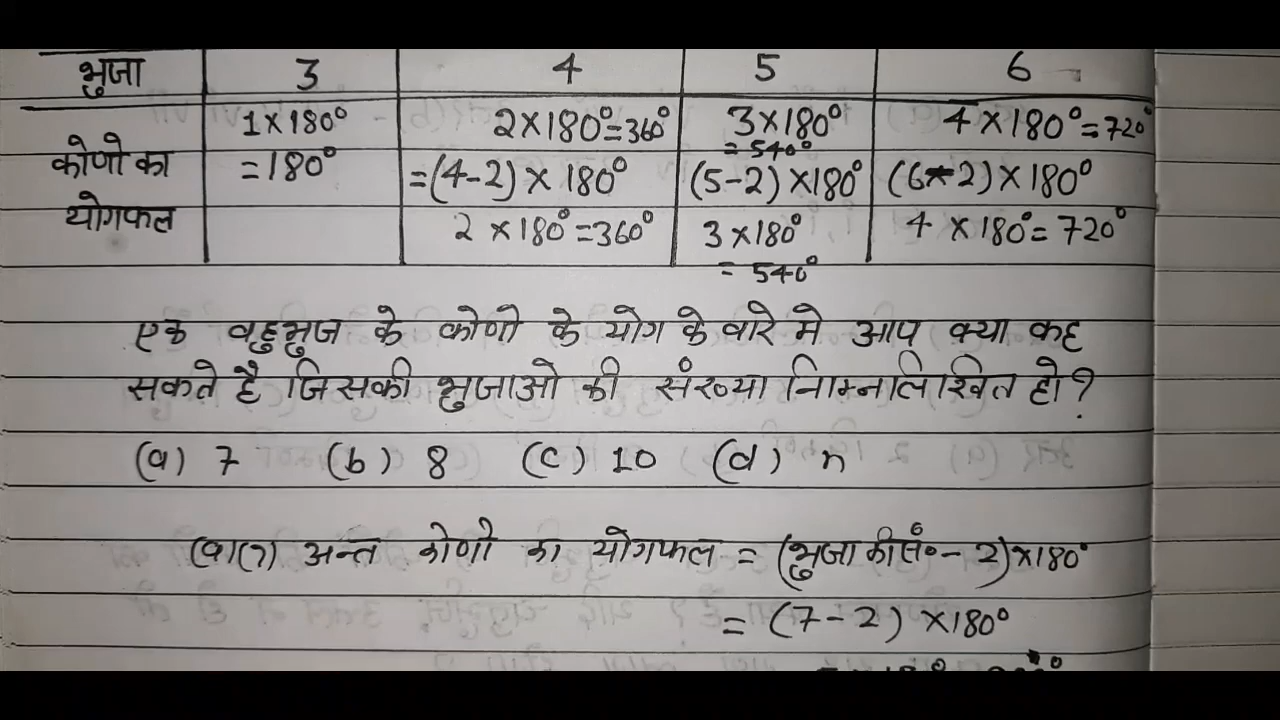 भुजा 3 4 5 6
1×180° 2×180°=360° 3×180° 4×180°=720°
= 540°
कोणो का =180° =(4-2)× 180° (5-2)×180° (6-2)×180°
योगफल 2×180°=360° 3×180° 4×180°= 720°
= 540°
एक वहुभुज के कोणो के योग के वारे मे आप क्या कह
सकते है जिसकी भुजाओ की संख्या निम्नलिखित हो?
(a) 7 (b) 8 (c) 10 (d) n
अन्त कोणो का योगफल = (भुजा की सं० - 2)×180°
= (7-2) ×180°